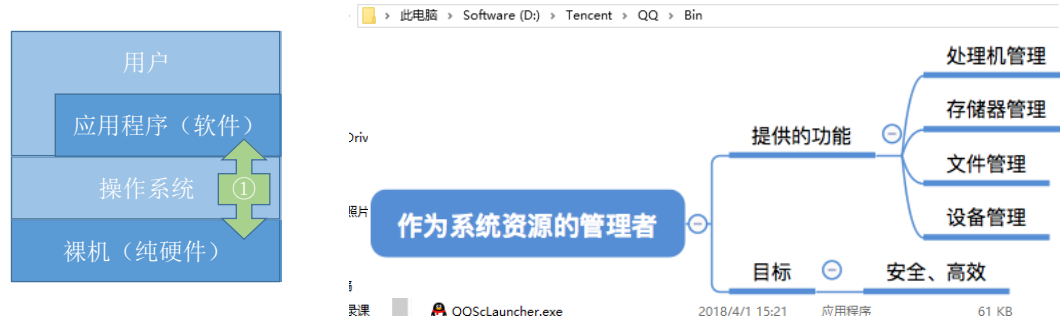 此电脑 > Software (D:) > Tencent > QQ > Bin
用户
应用程序（软件）
①
操作系统
裸机（纯硬件）
作为系统资源的管理者
提供的功能
处理机管理
存储器管理
文件管理
设备管理
目标
安全、高效
照片
录课
QQScLauncher.exe 2018/4/1 15:21 应用程序 61 KB